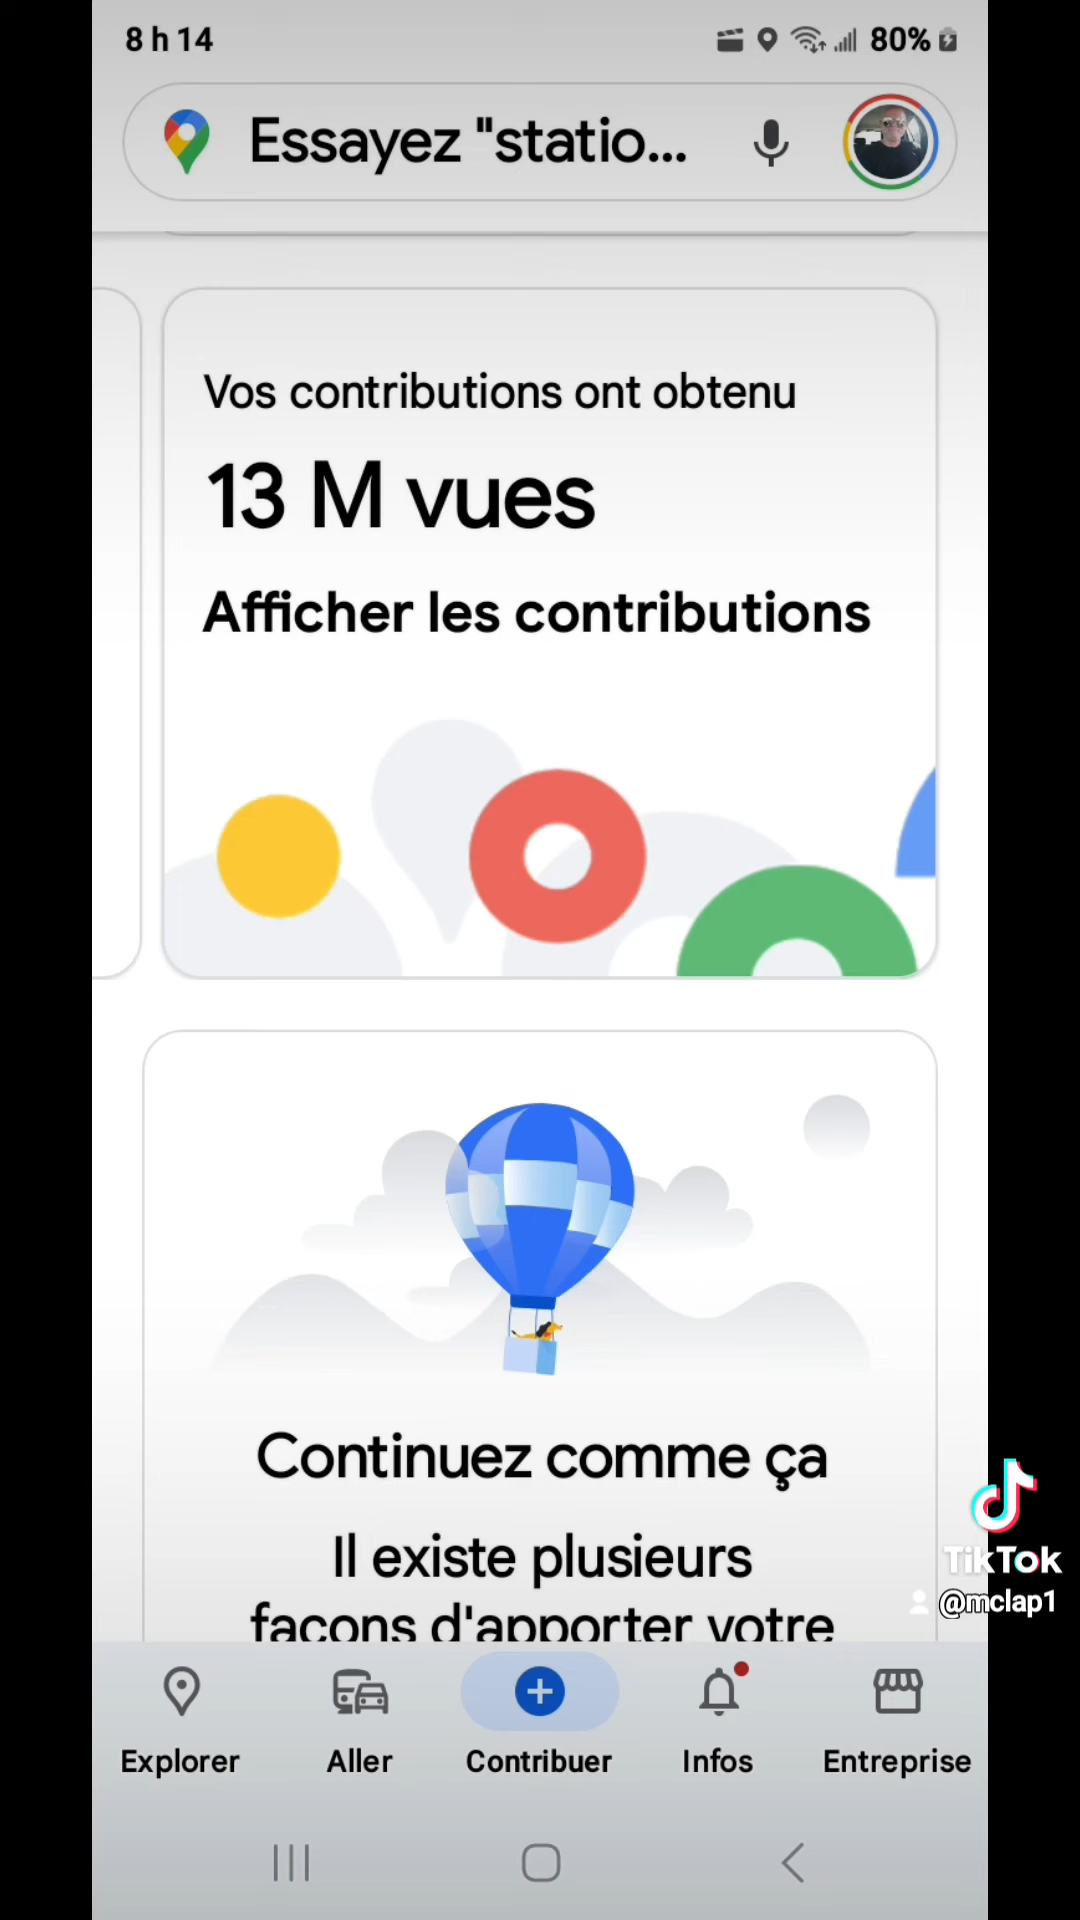 8 h 14
80%
Essayez "statio...
Vos contributions ont obtenu
13 M vues
Afficher les contributions
Continuez comme ça
Il existe plusieurs
façons d'apporter votre
TikTok
@mclap1
Explorer
Aller
Contribuer
Infos
Entreprise